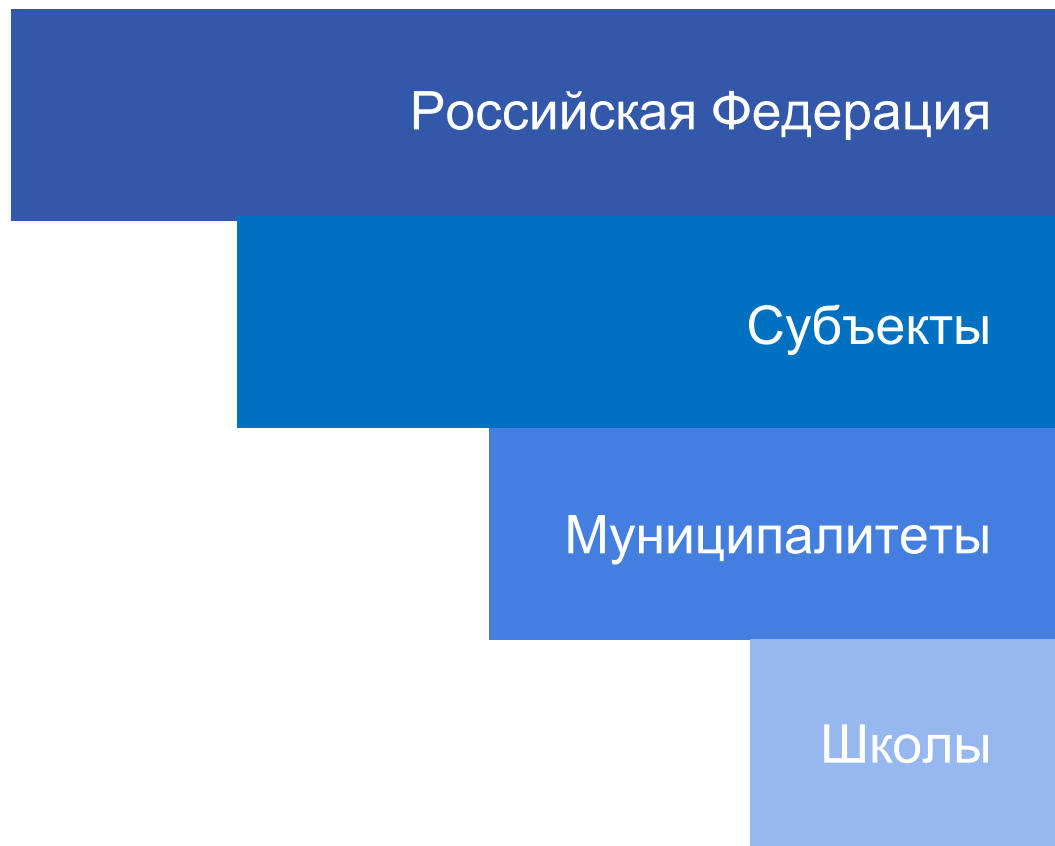 Российская Федерация
Субъекты
Муниципалитеты
Школы